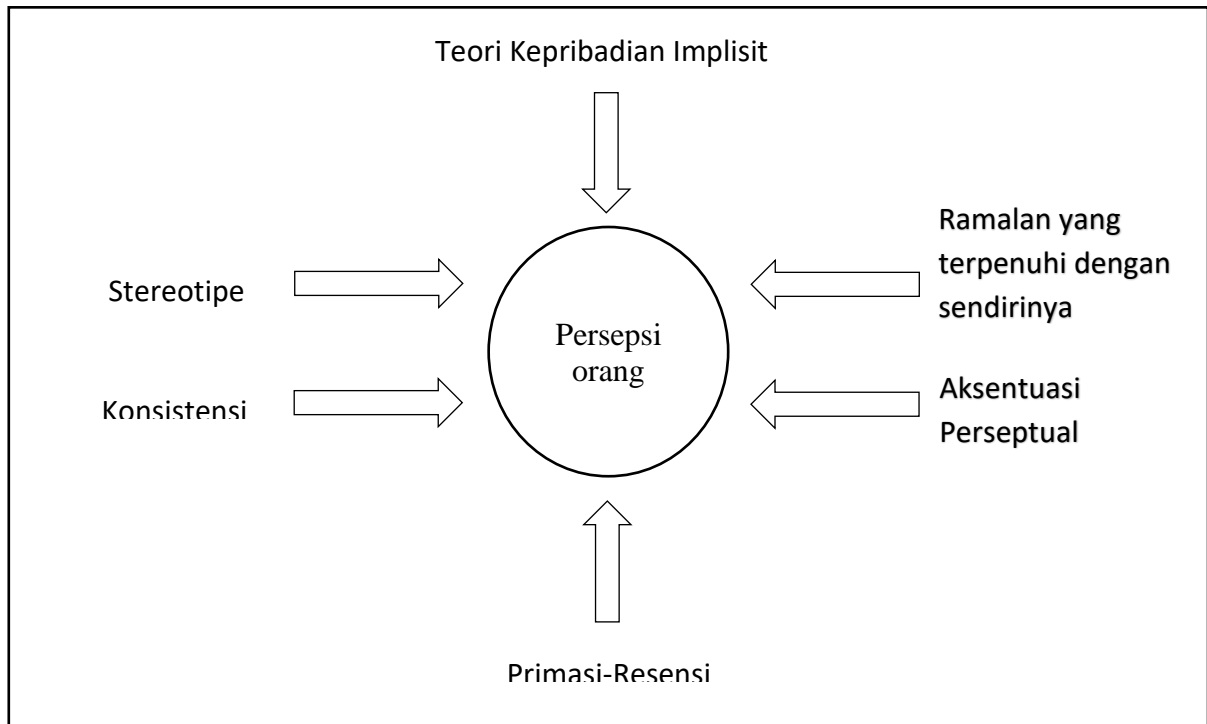 Teori Kepribadian Implisit
Stereotipe
Konsistensi
Persepsi
orang
Ramalan yang
terpenuhi dengan
sendirinya
Aksentuasi
Perseptual
Primasi-Resensi